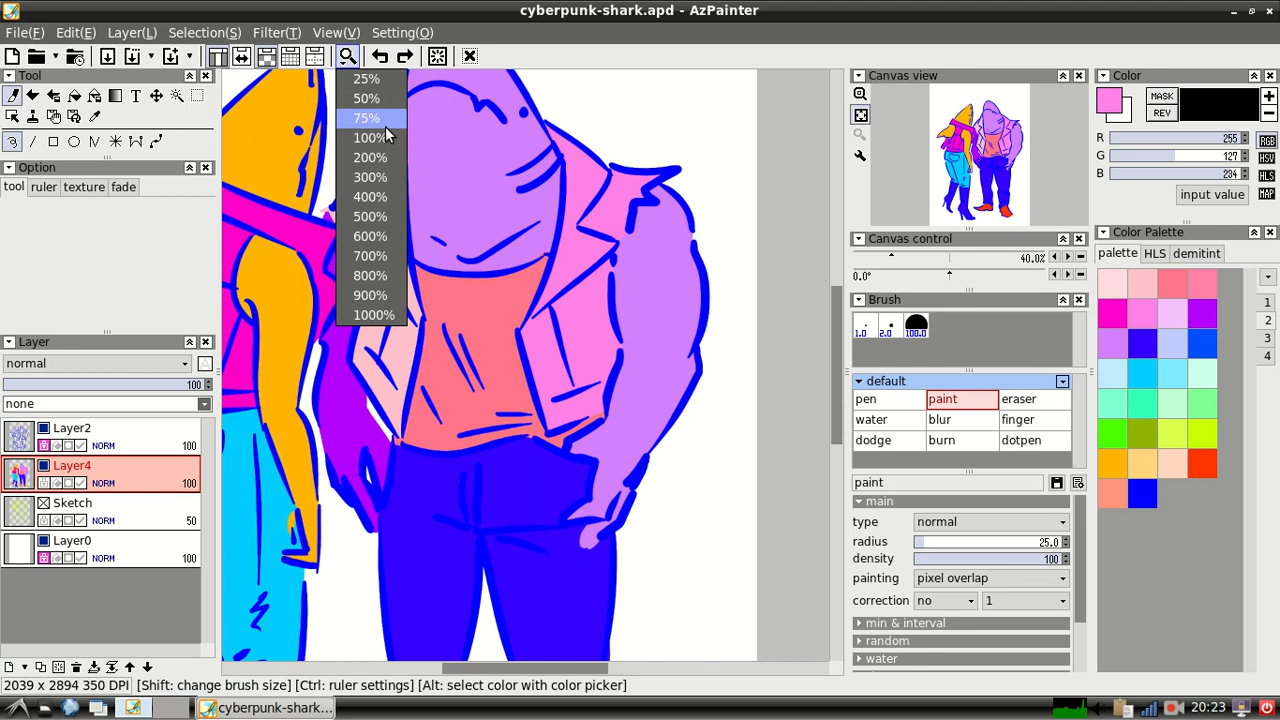 cyberpunk-shark.apd - AzPainter
File(F) Edit(E) Layer(L) Selection(S) Filter(T) View(V) Setting(O)
Tool
Option
tool ruler texture fade
Layer
normal
100
none
Layer2
NORM 100
Layer4
NORM 100
Sketch
NORM 50
Layer0
NORM 100
25%
50%
75%
100%
200%
300%
400%
500%
600%
700%
800%
900%
1000%
Canvas view
Canvas control
40.0%
0.0°
Brush
1.0 2.0 100.0
default
pen paint eraser
water blur finger
dodge burn dotpen
paint
main
type normal
radius 25.0
density 100
painting pixel overlap
correction no 1
min & interval
random
water
Color
MASK
REV
R 255
G 127
B 234
input value
RGB
HSV
HLS
MAP
Color Palette
palette HLS demitint
1
2
3
4
2039 x 2894 350 DPI [Shift: change brush size] [Ctrl: ruler settings] [Alt: select color with color picker]
cyberpunk-shark...
20:23